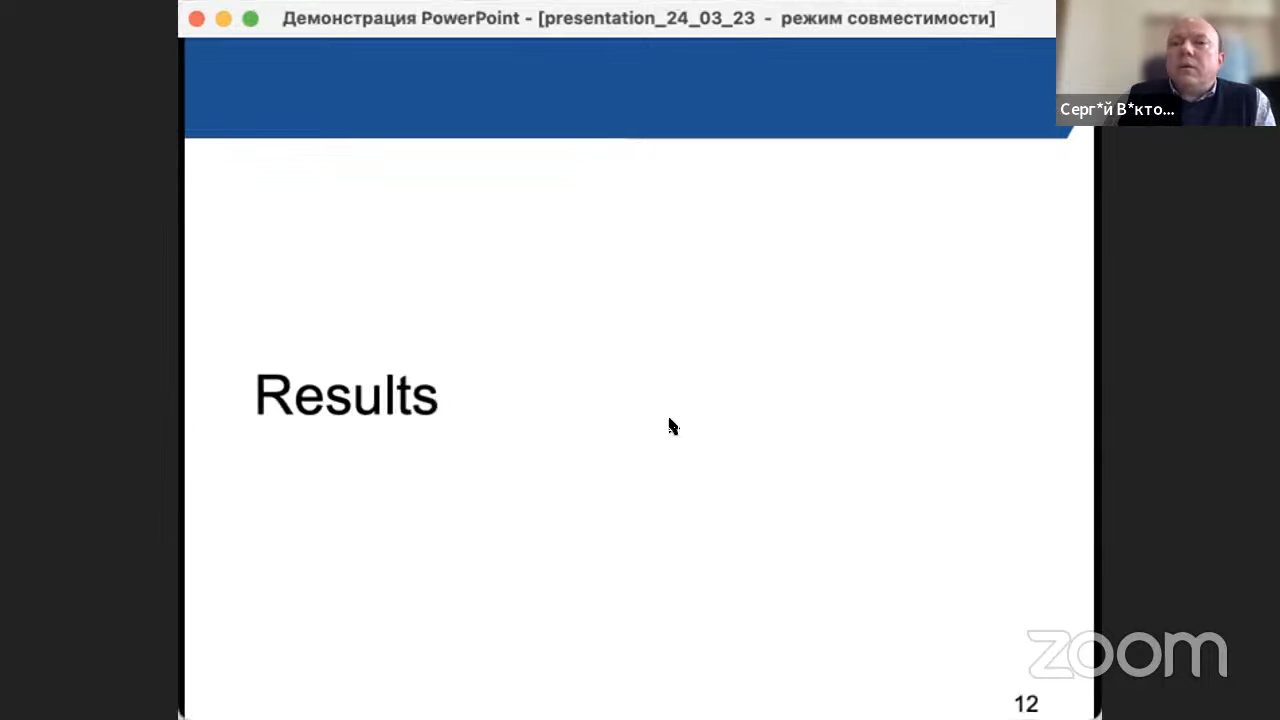 Демонстрация PowerPoint - [presentation_24_03_23 - режим совместимости]
Серг*й В*кто...
Results
zoom
12